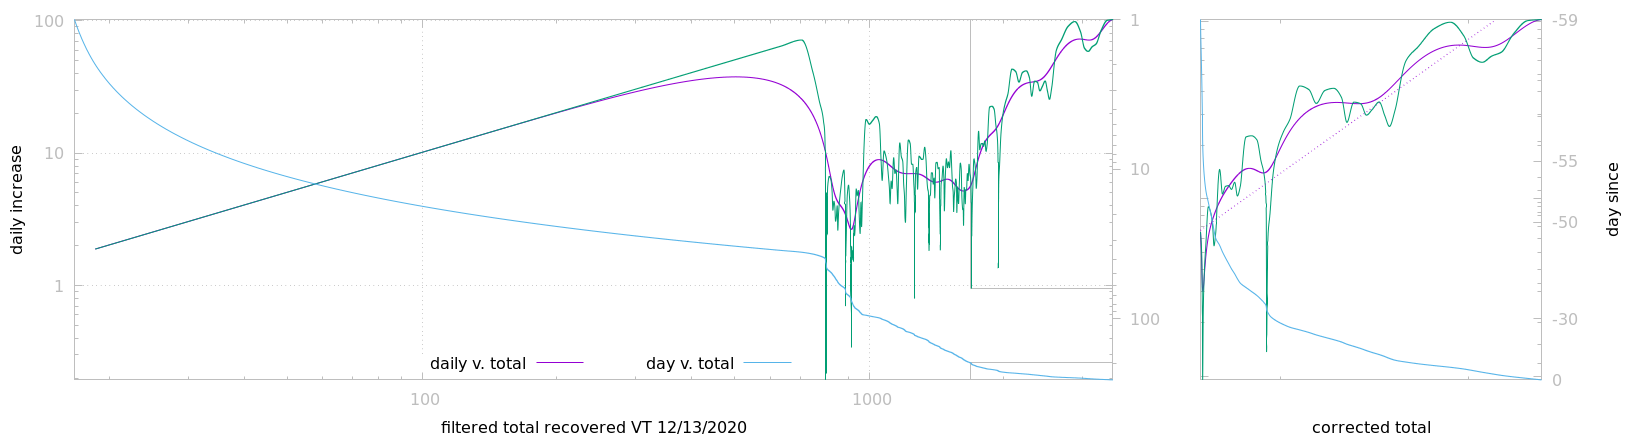 100
10
1
daily increase
daily v. total
day v. total
100
1000
filtered total recovered VT 12/13/2020
1
10
100
-59
-55
-50
-30
0
day since
corrected total